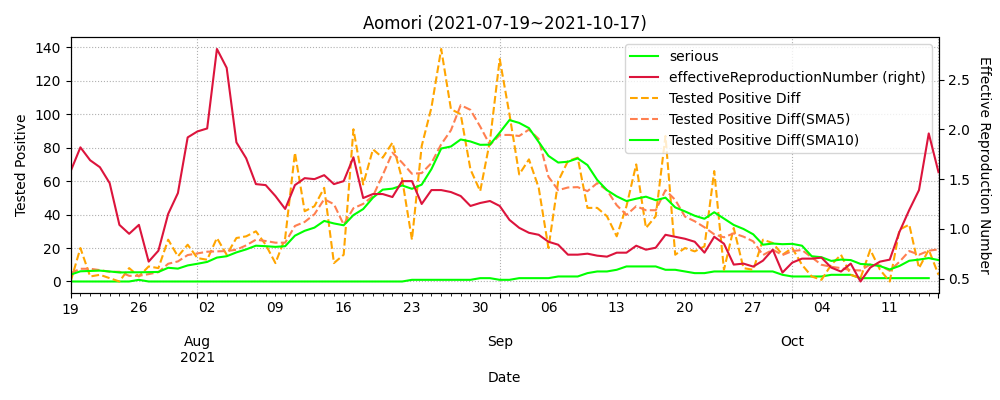 Aomori (2021-07-19~2021-10-17)
serious
effectiveReproductionNumber (right)
Tested Positive Diff
Tested Positive Diff(SMA5)
Tested Positive Diff(SMA10)
Tested Positive
140
120
100
80
60
40
20
0
Effective Reproduction Number
2.5
2.0
1.5
1.0
0.5
19 26 02 09 16 23 30 06 13 20 27 04 11
Aug Sep Oct
2021
Date